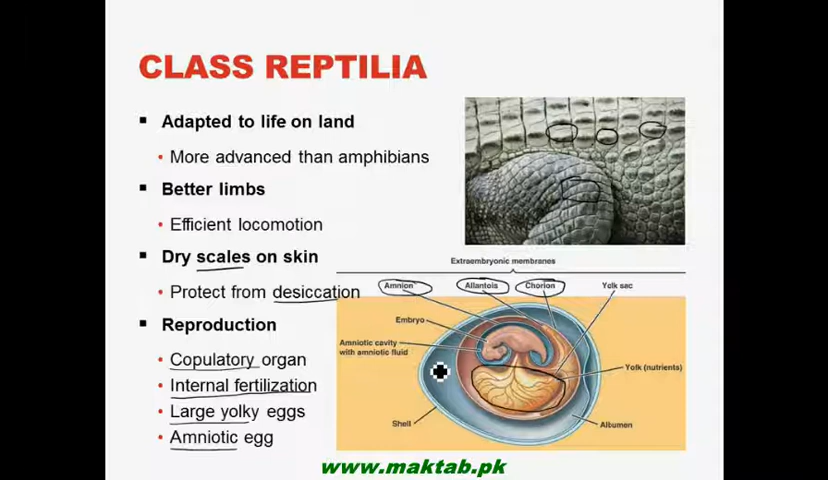 CLASS REPTILIA
▪ Adapted to life on land
• More advanced than amphibians
▪ Better limbs
• Efficient locomotion
▪ Dry scales on skin
• Protect from desiccation
▪ Reproduction
• Copulatory organ
• Internal fertilization
• Large yolky eggs
• Amniotic egg
Extraembryonic membranes
Amnion
Allantois
Chorion
Yolk sac
Embryo
Amniotic cavity
with amniotic fluid
Yolk (nutrients)
Shell
Albumen
www.maktab.pk